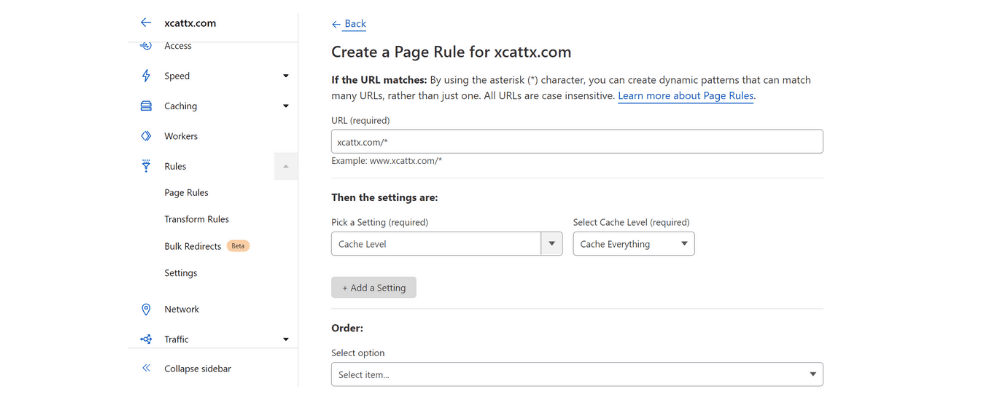 xcattx.com
Access
Speed
Caching
Workers
Rules
Page Rules
Transform Rules
Bulk Redirects Beta
Settings
Network
Traffic
Collapse sidebar
Back
Create a Page Rule for xcattx.com
If the URL matches: By using the asterisk (*) character, you can create dynamic patterns that can match
many URLs, rather than just one. All URLs are case insensitive. Learn more about Page Rules.
URL (required)
xcattx.com/*
Example: www.xcattx.com/*
Then the settings are:
Pick a Setting (required) Select Cache Level (required)
Cache Level Cache Everything
+ Add a Setting
Order:
Select option
Select item...